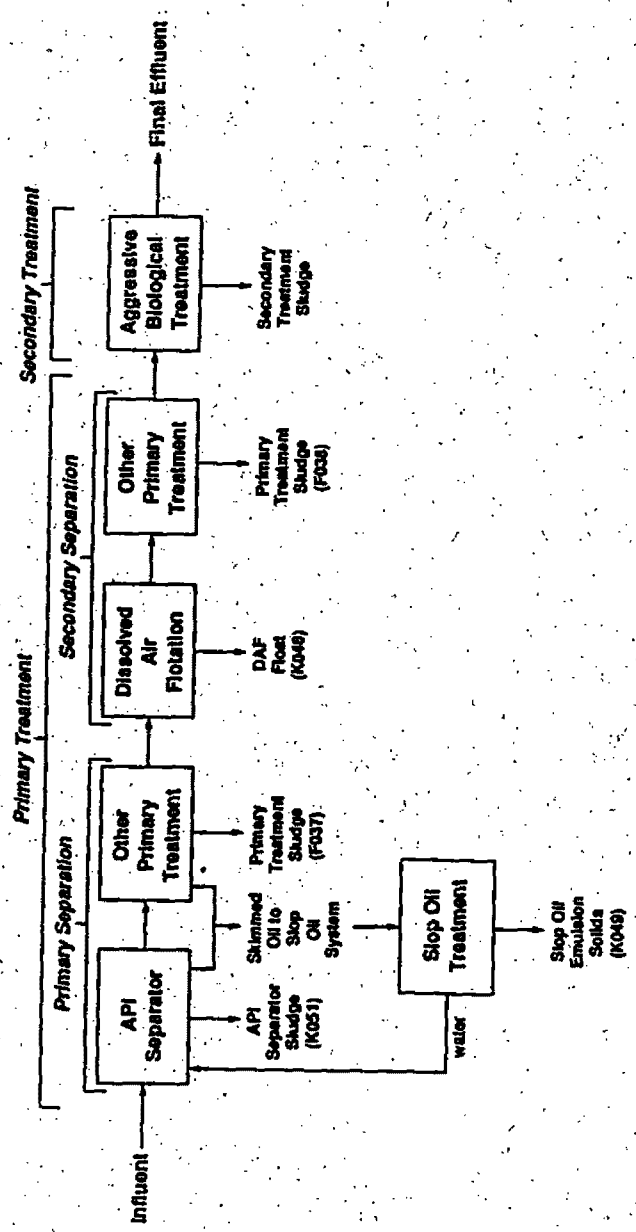 Primary Treatment
Secondary Treatment
Primary Separation
Secondary Separation
Influent
API
Separator
Other
Primary
Treatment
Dissolved
Air
Flotation
Other
Primary
Treatment
Aggressive
Biological
Treatment
Final Effluent
API
Separator
Sludge
(K051)
Skimmed
Oil to
Slop
Oil
System
Primary
Treatment
Sludge
(F037)
DAF
Float
(K048)
Primary
Treatment
Sludge
(F038)
Secondary
Treatment
Sludge
water
Slop Oil
Treatment
Slop Oil
Emulsion
Solids
(K049)